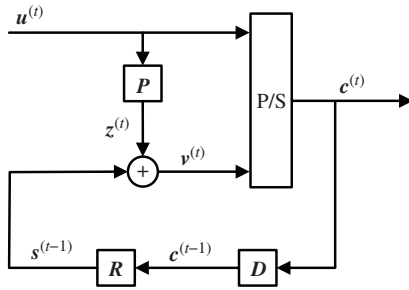 u^(t)
P
P/S
c^(t)
z^(t)
+
v^(t)
s^(t−1)
R
c^(t−1)
D